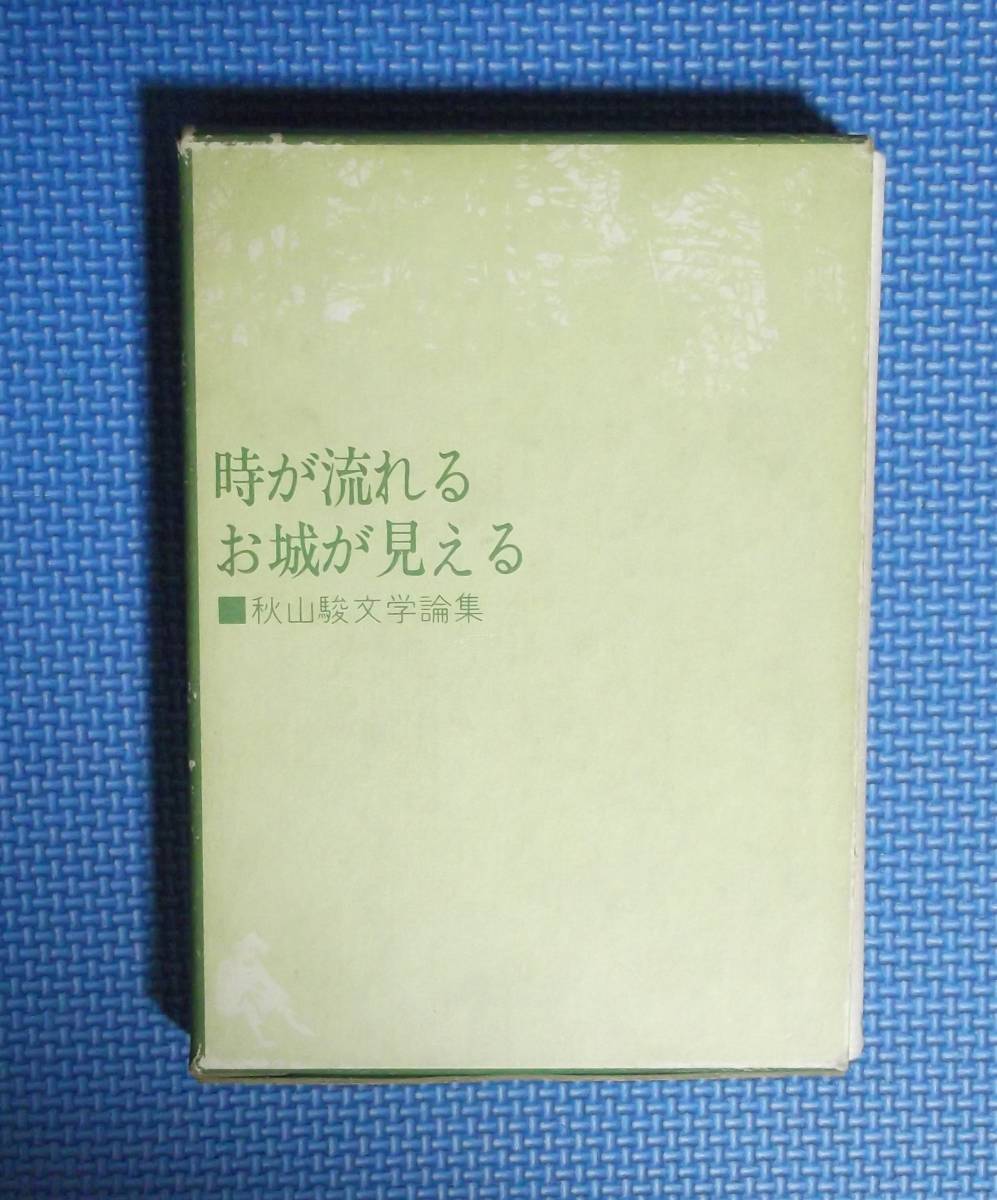 時が流れる
お城が見える
■秋山駿文学論集